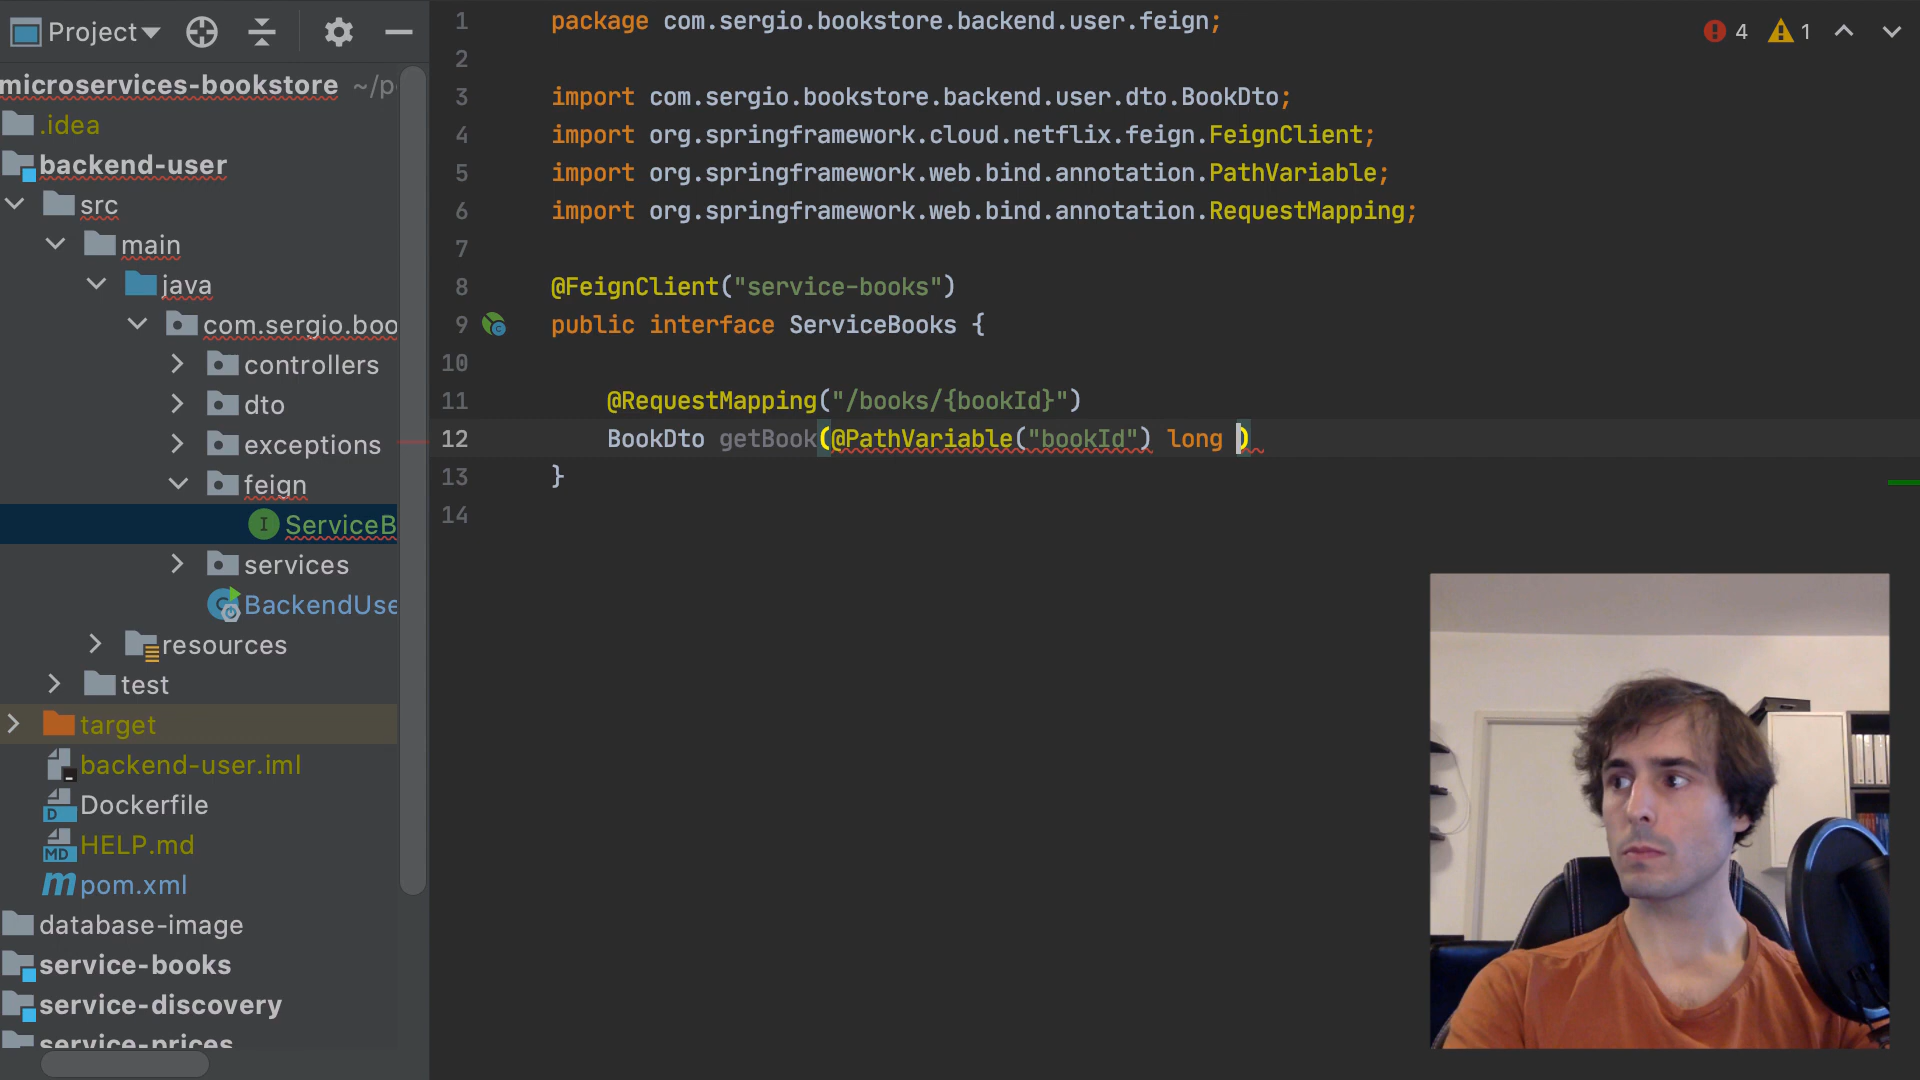 Project
microservices-bookstore ~/p
.idea
backend-user
src
main
java
com.sergio.boo
controllers
dto
exceptions
feign
I ServiceB
services
BackendUse
resources
test
target
backend-user.iml
D Dockerfile
MD HELP.md
m pom.xml
database-image
service-books
service-discovery
service-prices
4 1
1 package com.sergio.bookstore.backend.user.feign;
2
3 import com.sergio.bookstore.backend.user.dto.BookDto;
4 import org.springframework.cloud.netflix.feign.FeignClient;
5 import org.springframework.web.bind.annotation.PathVariable;
6 import org.springframework.web.bind.annotation.RequestMapping;
7
8 @FeignClient("service-books")
9 public interface ServiceBooks {
10
11 @RequestMapping("/books/{bookId}")
12 BookDto getBook(@PathVariable("bookId") long )
13 }
14